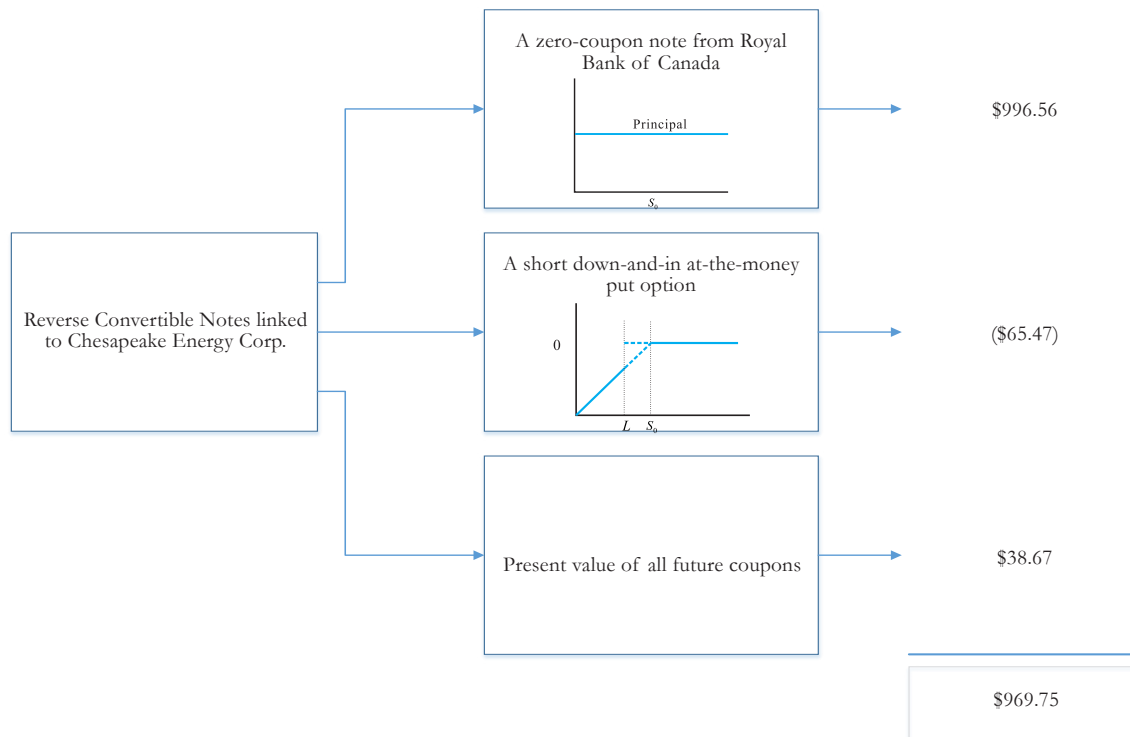 A zero-coupon note from Royal
Bank of Canada
Principal
S₀
$996.56
Reverse Convertible Notes linked
to Chesapeake Energy Corp.
A short down-and-in at-the-money
put option
0
L S₀
($65.47)
Present value of all future coupons
$38.67
$969.75